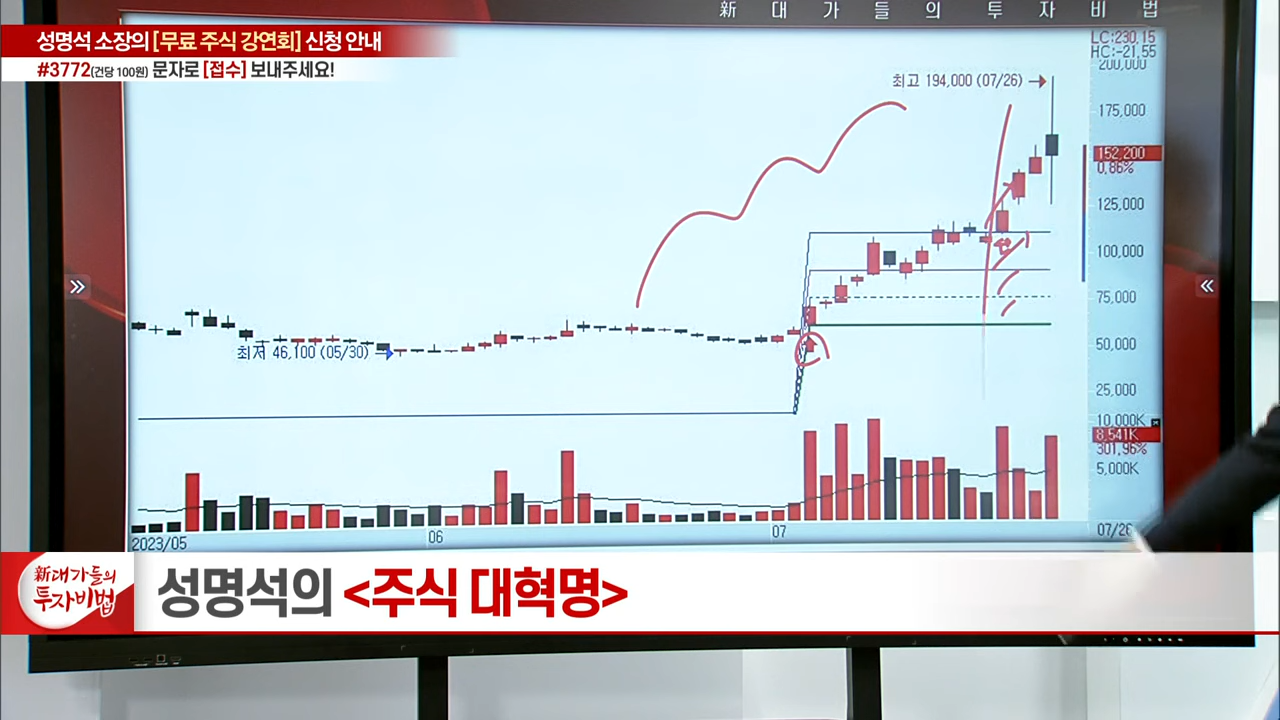 新 대 가 들 의 투 자 비 법
성명석 소장의 [무료 주식 강연회] 신청 안내
#3772(건당 100원) 문자로 [접수] 보내주세요!
LC:230.15
HC:-21.55
200,000
최고 194,000 (07/26)
175,000
152,200
0.86%
125,000
100,000
75,000
최저 46,100 (05/30)
50,000
25,000
10,000K
8,541K
301.96%
5,000K
2023/05
06
07
07/26
新대가들의
투자비법
성명석의 <주식 대혁명>